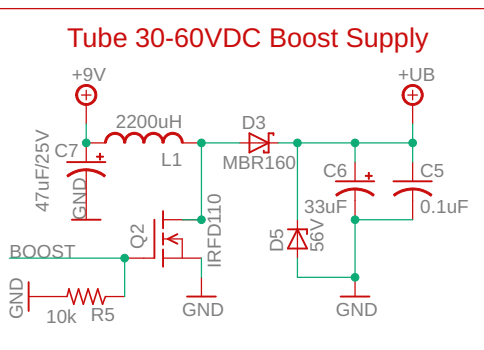 Tube 30-60VDC Boost Supply
+9V
+UB
2200uH
D3
C7
L1
MBR160
C6
C5
47uF/25V
GND
33uF
0.1uF
Q2
IRFD110
D5
56V
BOOST
GND
10k
R5
GND
GND